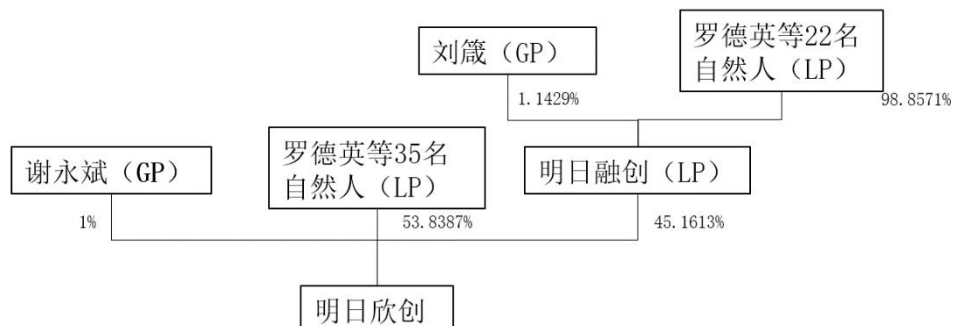 刘箴（GP）
罗德英等22名
自然人（LP）
1.1429%
98.8571%
谢永斌（GP）
罗德英等35名
自然人（LP）
明日融创（LP）
1%
53.8387%
45.1613%
明日欣创